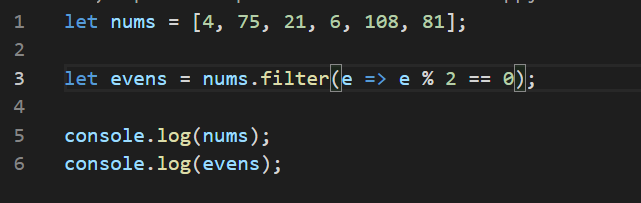 1 let nums = [4, 75, 21, 6, 108, 81];
2
3 let evens = nums.filter(e => e % 2 == 0);
4
5 console.log(nums);
6 console.log(evens);